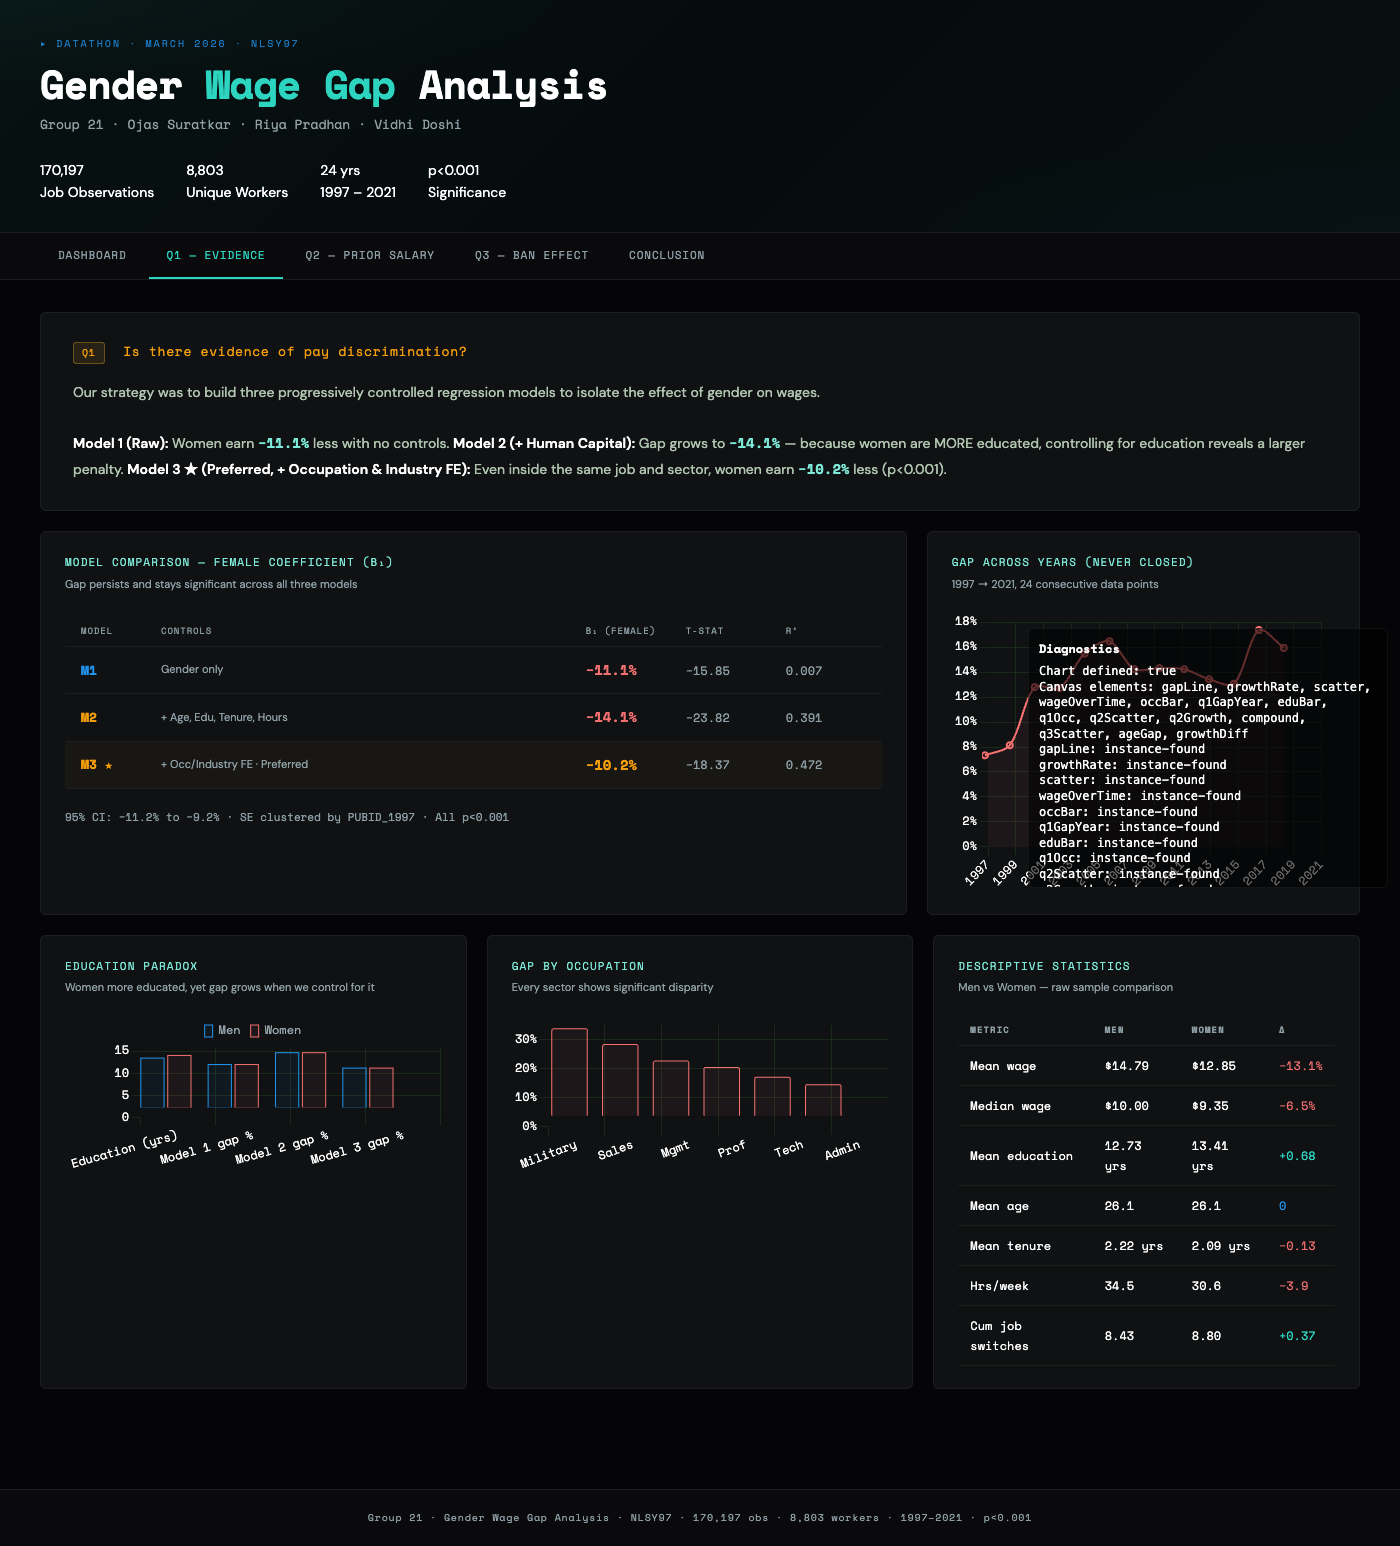 ▸ DATATHON · MARCH 2026 · NLSY97
Gender Wage Gap Analysis
Group 21 · Ojas Suratkar · Riya Pradhan · Vidhi Doshi
170,197
Job Observations
8,803
Unique Workers
24 yrs
1997 – 2021
p<0.001
Significance
DASHBOARD
Q1 — EVIDENCE
Q2 — PRIOR SALARY
Q3 — BAN EFFECT
CONCLUSION
Q1
Is there evidence of pay discrimination?
Our strategy was to build three progressively controlled regression models to isolate the effect of gender on wages.
Model 1 (Raw): Women earn −11.1% less with no controls. Model 2 (+ Human Capital): Gap grows to −14.1% — because women are MORE educated, controlling for education reveals a larger
penalty. Model 3 ★ (Preferred, + Occupation & Industry FE): Even inside the same job and sector, women earn −10.2% less (p<0.001).
MODEL COMPARISON — FEMALE COEFFICIENT (B₁)
Gap persists and stays significant across all three models
MODEL CONTROLS B₁ (FEMALE) T-STAT R²
M1 Gender only −11.1% −15.85 0.007
M2 + Age, Edu, Tenure, Hours −14.1% −23.82 0.391
M3 ★ + Occ/Industry FE · Preferred −10.2% −18.37 0.472
95% CI: −11.2% to −9.2% · SE clustered by PUBID_1997 · All p<0.001
GAP ACROSS YEARS (NEVER CLOSED)
1997 → 2021, 24 consecutive data points
18%
16%
14%
12%
10%
8%
6%
4%
2%
0%
1997
1999
2001
2003
2005
2007
2009
2011
2013
2015
2017
2019
2021
Diagnostics
Chart defined: true
Canvas elements: gapLine, growthRate, scatter,
wageOverTime, occBar, q1GapYear, eduBar,
q1Occ, q2Scatter, q2Growth, compound,
q3Scatter, ageGap, growthDiff
gapLine: instance-found
growthRate: instance-found
scatter: instance-found
wageOverTime: instance-found
occBar: instance-found
q1GapYear: instance-found
eduBar: instance-found
q1Occ: instance-found
q2Scatter: instance-found
EDUCATION PARADOX
Women more educated, yet gap grows when we control for it
Men Women
15
10
5
0
Education (yrs)
Model 1 gap %
Model 2 gap %
Model 3 gap %
GAP BY OCCUPATION
Every sector shows significant disparity
30%
20%
10%
0%
Military
Sales
Mgmt
Prof
Tech
Admin
DESCRIPTIVE STATISTICS
Men vs Women — raw sample comparison
METRIC MEN WOMEN Δ
Mean wage $14.79 $12.85 −13.1%
Median wage $10.00 $9.35 −6.5%
Mean education 12.73 yrs 13.41 yrs +0.68
Mean age 26.1 26.1 0
Mean tenure 2.22 yrs 2.09 yrs −0.13
Hrs/week 34.5 30.6 −3.9
Cum job switches 8.43 8.80 +0.37
Group 21 · Gender Wage Gap Analysis · NLSY97 · 170,197 obs · 8,803 workers · 1997–2021 · p<0.001